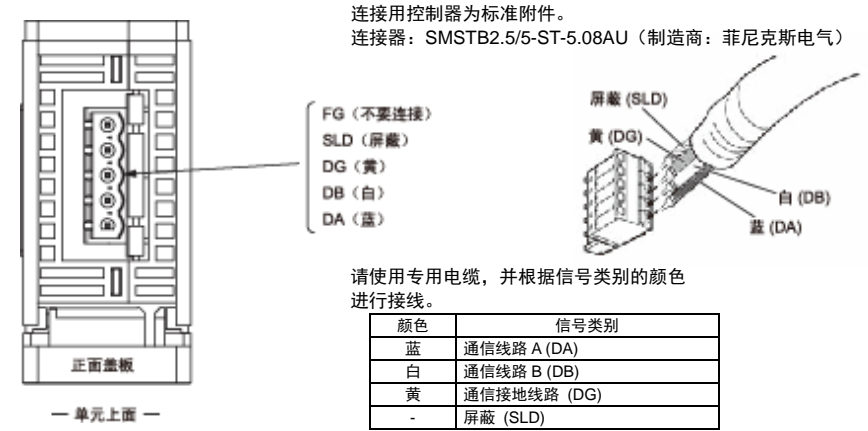 连接用控制器为标准附件。
连接器：SMSTB2.5/5-ST-5.08AU（制造商：菲尼克斯电气）
FG（不要连接）
SLD（屏蔽）
DG（黄）
DB（白）
DA（蓝）
屏蔽 (SLD)
黄 (DG)
白 (DB)
蓝 (DA)
请使用专用电缆，并根据信号类别的颜色
进行接线。
颜色 信号类别
蓝 通信线路 A (DA)
白 通信线路 B (DB)
黄 通信接地线路 (DG)
- 屏蔽 (SLD)
正面盖板
— 单元上面 —